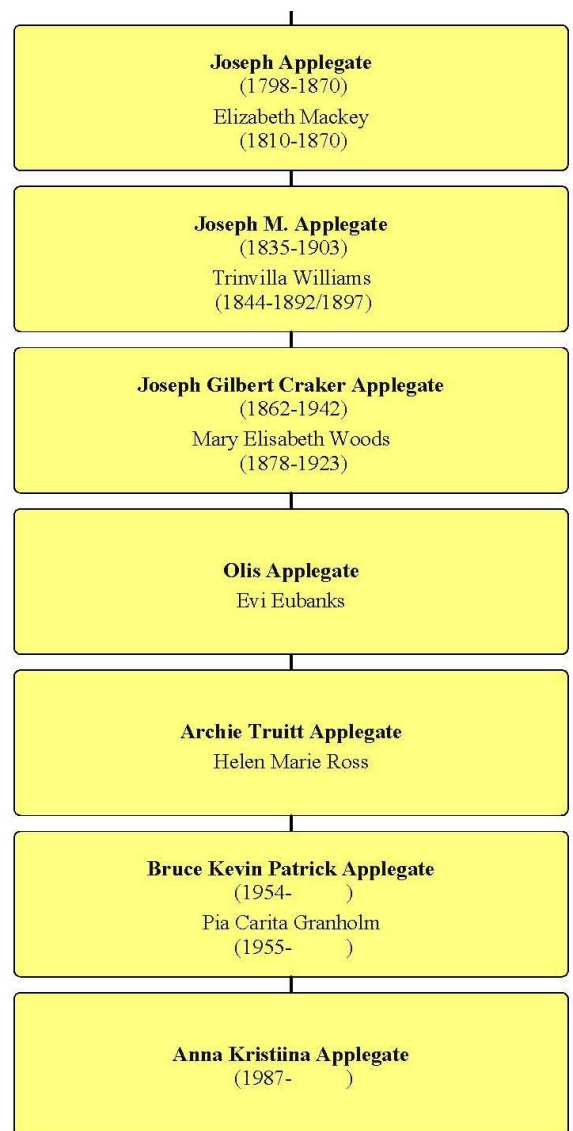 Joseph Applegate
(1798-1870)
Elizabeth Mackey
(1810-1870)
Joseph M. Applegate
(1835-1903)
Trinvilla Williams
(1844-1892/1897)
Joseph Gilbert Craker Applegate
(1862-1942)
Mary Elisabeth Woods
(1878-1923)
Olis Applegate
Evi Eubanks
Archie Truitt Applegate
Helen Marie Ross
Bruce Kevin Patrick Applegate
(1954- )
Pia Carita Granholm
(1955- )
Anna Kristiina Applegate
(1987- )